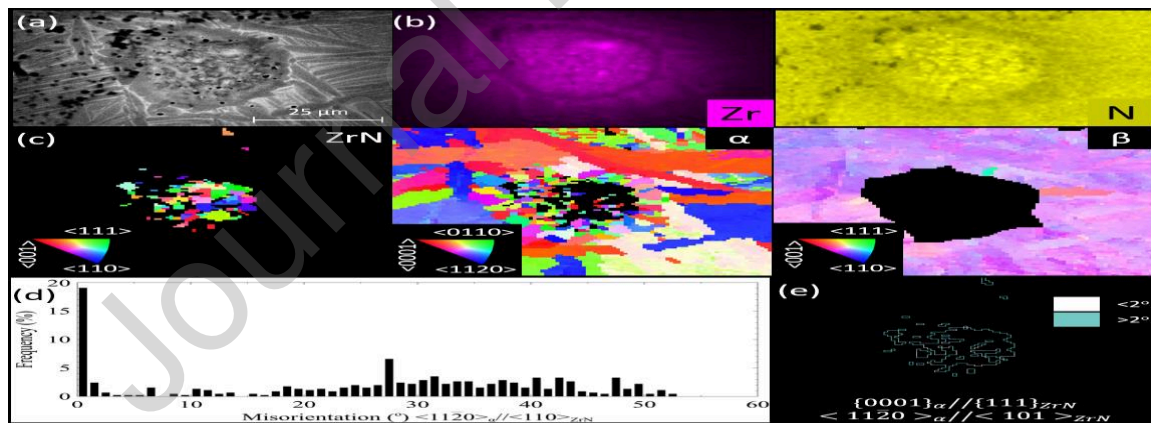 (a)
25 μm
(b)
Zr
N
(c)
ZrN
<111>
<001>
<110>
α
<0110>
<0001>
<1120>
β
<111>
<001>
<110>
(d)
20
15
10
5
0
Frequency (%)
0 10 20 30 40 50 60
Misorientation (°) <1120>α//<110>ZrN
(e)
<2°
>2°
{0001}α//{111}ZrN
< 1120 >α//< 101 >ZrN
Journal